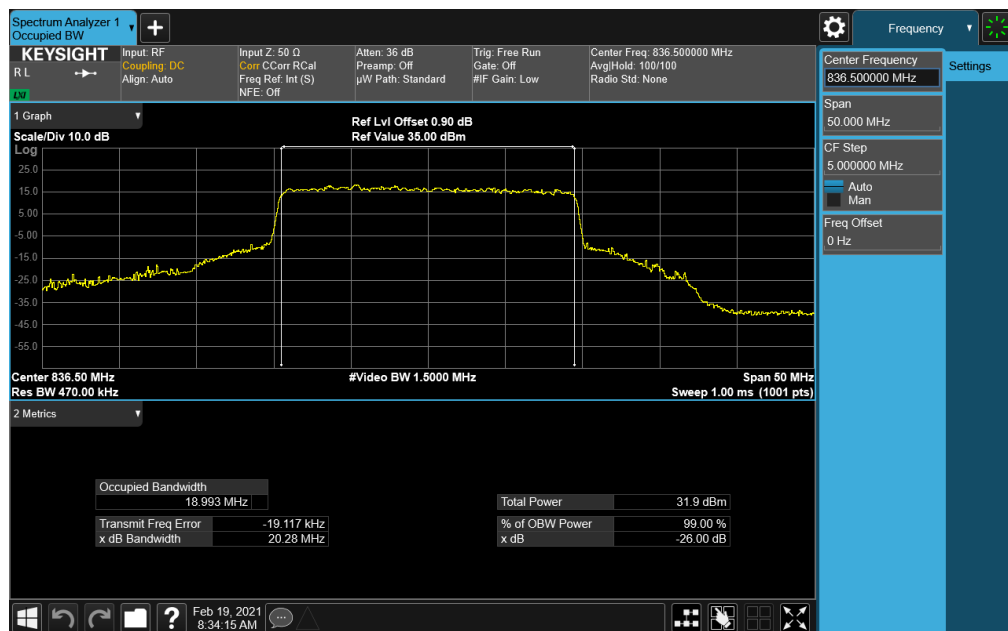 Spectrum Analyzer 1
Occupied BW
Frequency
KEYSIGHT
R L
LXI
Input: RF
Coupling: DC
Align: Auto
Input Z: 50 Ω
Corr CCorr RCal
Freq Ref: Int (S)
NFE: Off
Atten: 36 dB
Preamp: Off
µW Path: Standard
Trig: Free Run
Gate: Off
#IF Gain: Low
Center Freq: 836.500000 MHz
Avg|Hold: 100/100
Radio Std: None
Center Frequency
836.500000 MHz
Settings
Span
50.000 MHz
CF Step
5.000000 MHz
Auto
Man
Freq Offset
0 Hz
1 Graph
Scale/Div 10.0 dB
Ref Lvl Offset 0.90 dB
Ref Value 35.00 dBm
Log
25.0
15.0
5.00
-5.00
-15.0
-25.0
-35.0
-45.0
-55.0
Center 836.50 MHz
#Video BW 1.5000 MHz
Span 50 MHz
Res BW 470.00 kHz
Sweep 1.00 ms (1001 pts)
2 Metrics
Occupied Bandwidth
18.993 MHz
Transmit Freq Error -19.117 kHz
x dB Bandwidth 20.28 MHz
Total Power 31.9 dBm
% of OBW Power 99.00 %
x dB -26.00 dB
?
Feb 19, 2021
8:34:15 AM